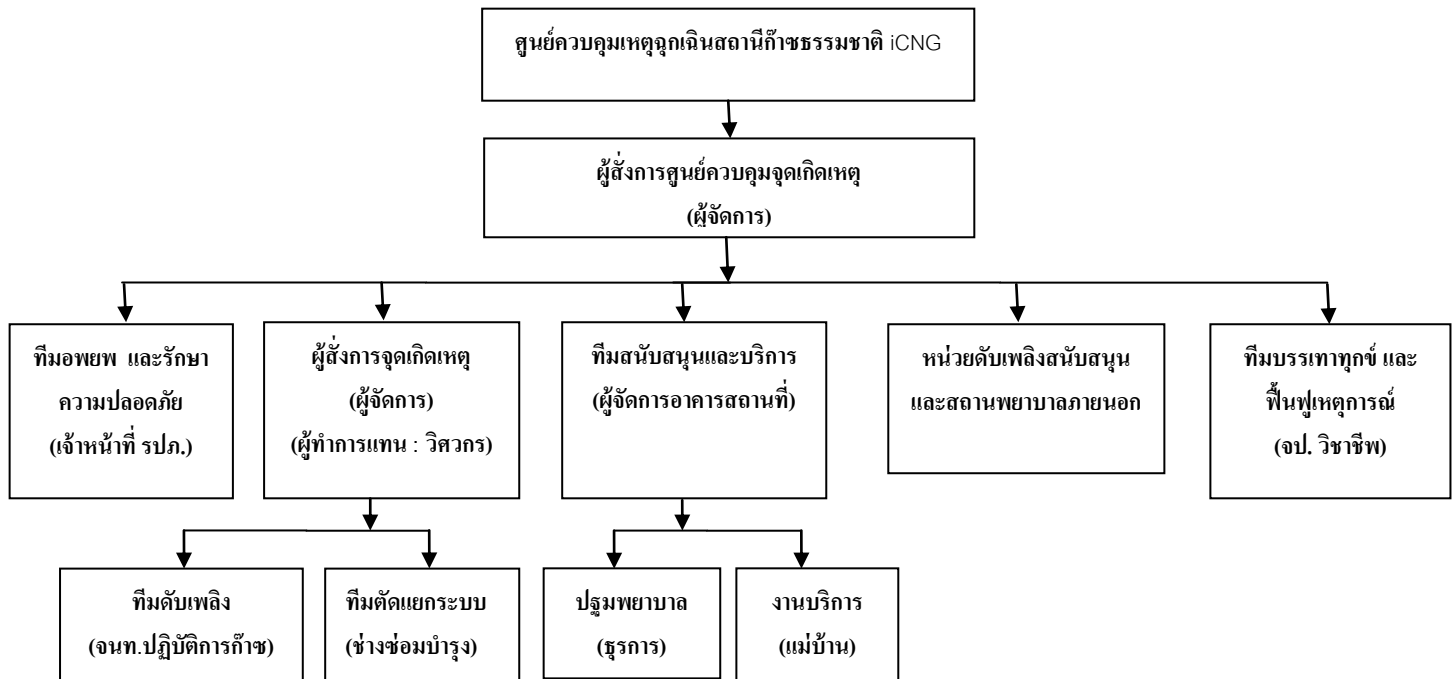 ศูนย์ควบคุมเหตุฉุกเฉินสถานีก๊าซธรรมชาติ iCNG
ผู้สั่งการศูนย์ควบคุมจุดเกิดเหตุ
(ผู้จัดการ)
ทีมอพยพ และรักษา
ความปลอดภัย
(เจ้าหน้าที่ รปภ.)
ผู้สั่งการจุดเกิดเหตุ
(ผู้จัดการ)
(ผู้ทำการแทน : วิศวกร)
ทีมสนับสนุนและบริการ
(ผู้จัดการอาคารสถานที่)
หน่วยดับเพลิงสนับสนุน
และสถานพยาบาลภายนอก
ทีมบรรเทาทุกข์ และ
ฟื้นฟูเหตุการณ์
(จป. วิชาชีพ)
ทีมดับเพลิง
(จนท.ปฏิบัติการก๊าซ)
ทีมตัดแยกระบบ
(ช่างซ่อมบำรุง)
ปฐมพยาบาล
(ธุรการ)
งานบริการ
(แม่บ้าน)